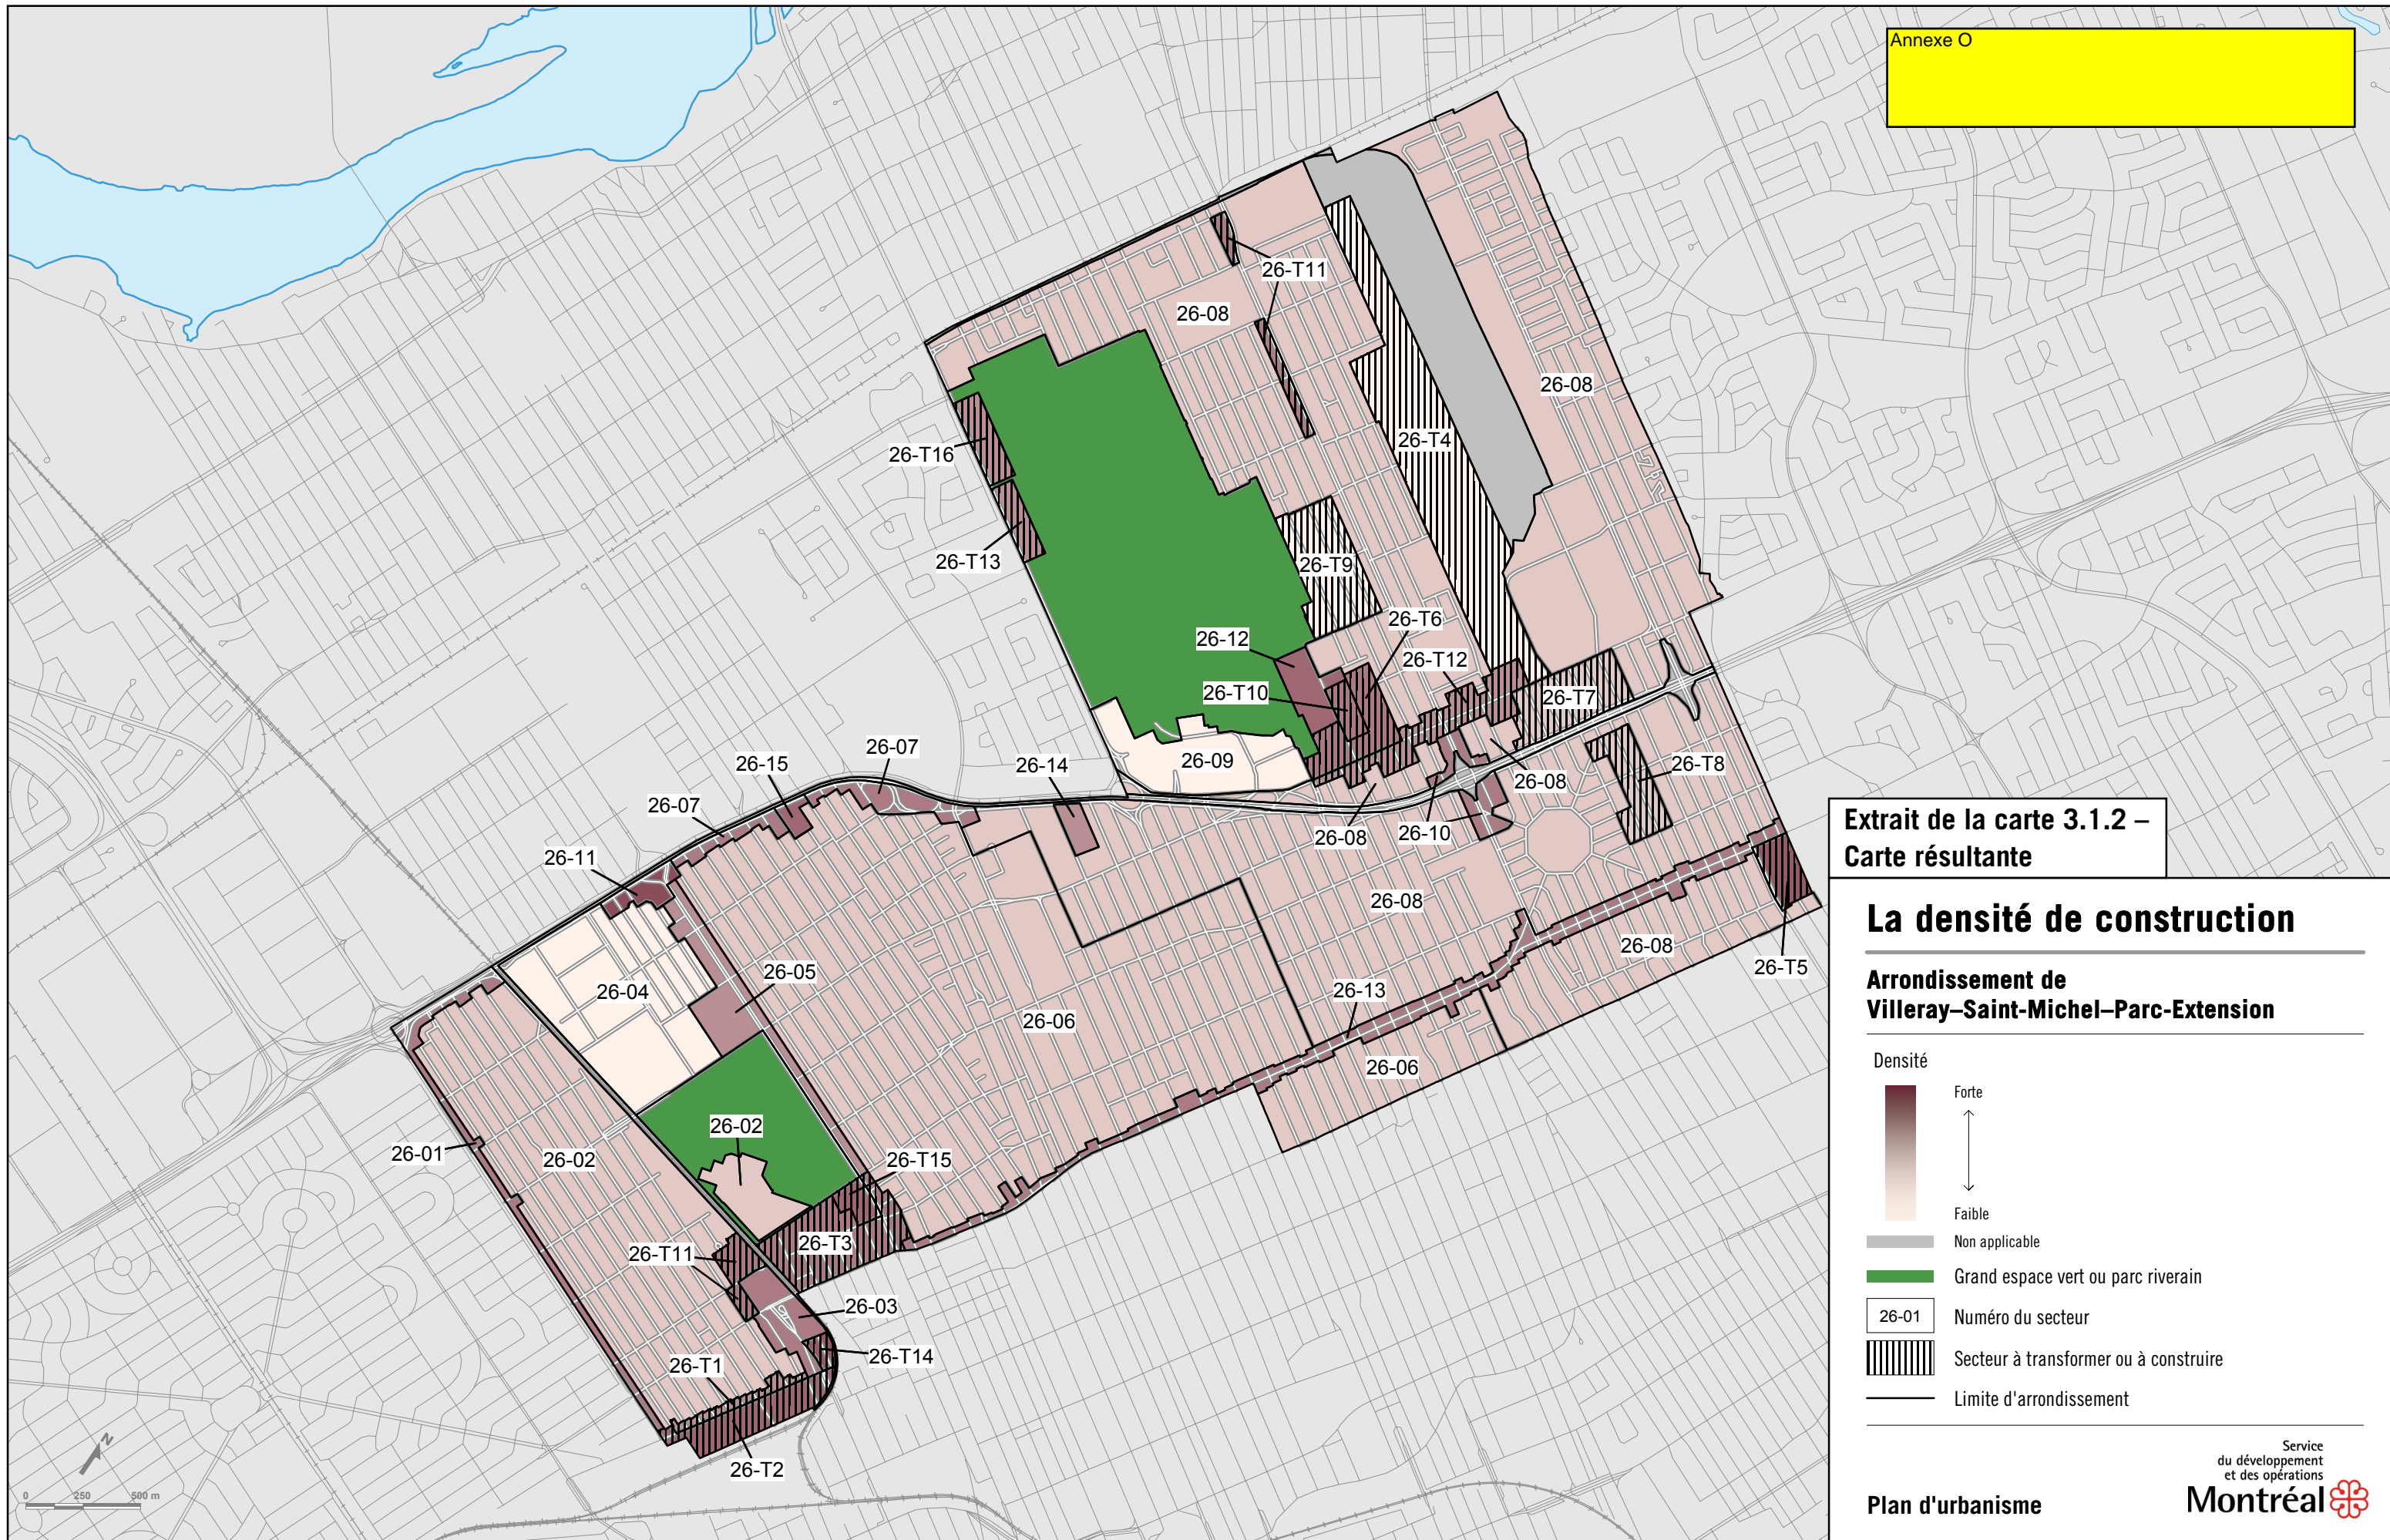 Annexe O
26-T11
26-08
26-08
26-T4
26-T16
26-T13
26-T9
26-T6
26-12
26-T12
26-T10
26-T7
26-07
26-09
26-14
26-15
26-T8
26-08
26-07
26-08
26-10
26-11
26-08
26-08
26-T5
26-05
26-04
26-13
26-06
26-06
26-02
26-01
26-02
26-T15
26-T3
26-T11
26-03
26-T14
26-T1
26-T2
N
0 250 500 m
Extrait de la carte 3.1.2 –
Carte résultante
La densité de construction
Arrondissement de
Villeray–Saint-Michel–Parc-Extension
Densité
Forte
Faible
Non applicable
Grand espace vert ou parc riverain
26-01 Numéro du secteur
Secteur à transformer ou à construire
Limite d'arrondissement
Service
du développement
et des opérations
Plan d'urbanisme
Montréal